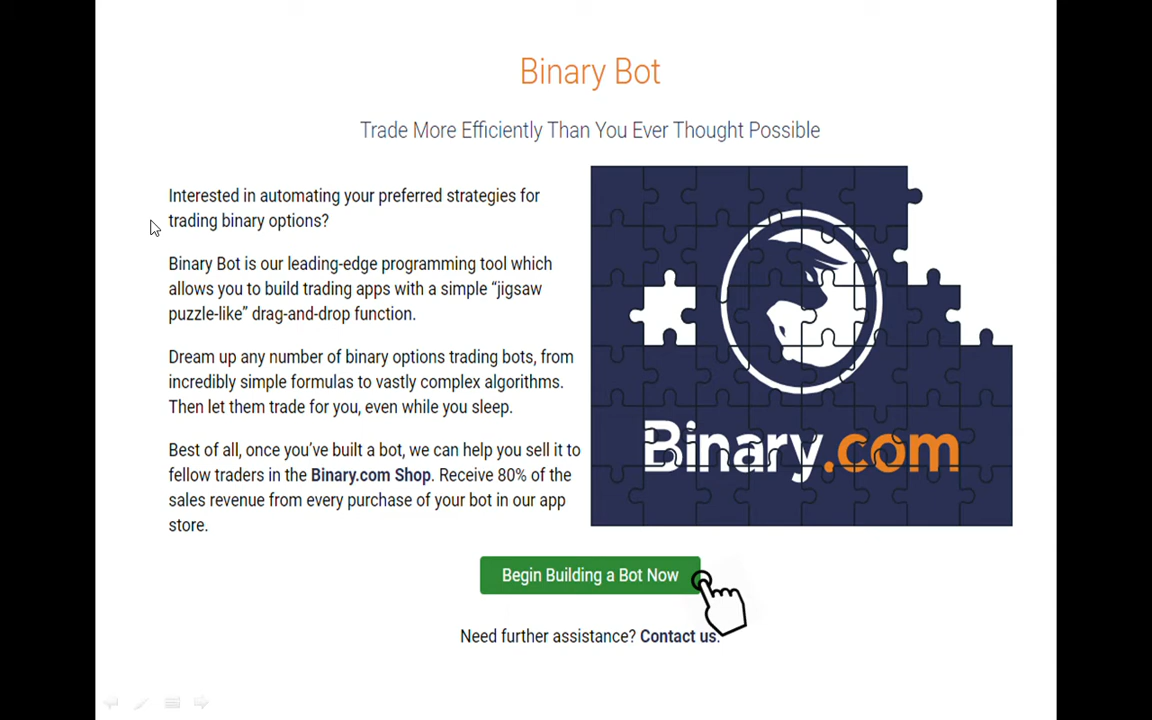 Binary Bot
Trade More Efficiently Than You Ever Thought Possible
Interested in automating your preferred strategies for
trading binary options?
Binary Bot is our leading-edge programming tool which
allows you to build trading apps with a simple “jigsaw
puzzle-like” drag-and-drop function.
Dream up any number of binary options trading bots, from
incredibly simple formulas to vastly complex algorithms.
Then let them trade for you, even while you sleep.
Best of all, once you’ve built a bot, we can help you sell it to
fellow traders in the Binary.com Shop. Receive 80% of the
sales revenue from every purchase of your bot in our app
store.
Binary.com
Begin Building a Bot Now
Need further assistance? Contact us.